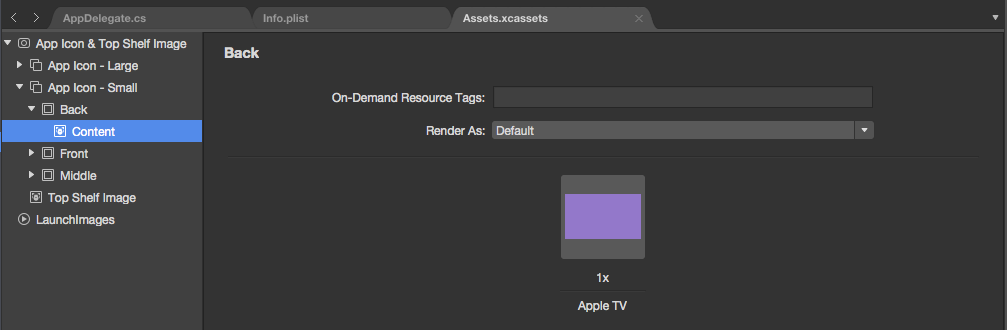 AppDelegate.cs
Info.plist
Assets.xcassets
App Icon & Top Shelf Image
App Icon - Large
App Icon - Small
Back
Content
Front
Middle
Top Shelf Image
LaunchImages
Back
On-Demand Resource Tags:
Render As: Default
1x
Apple TV